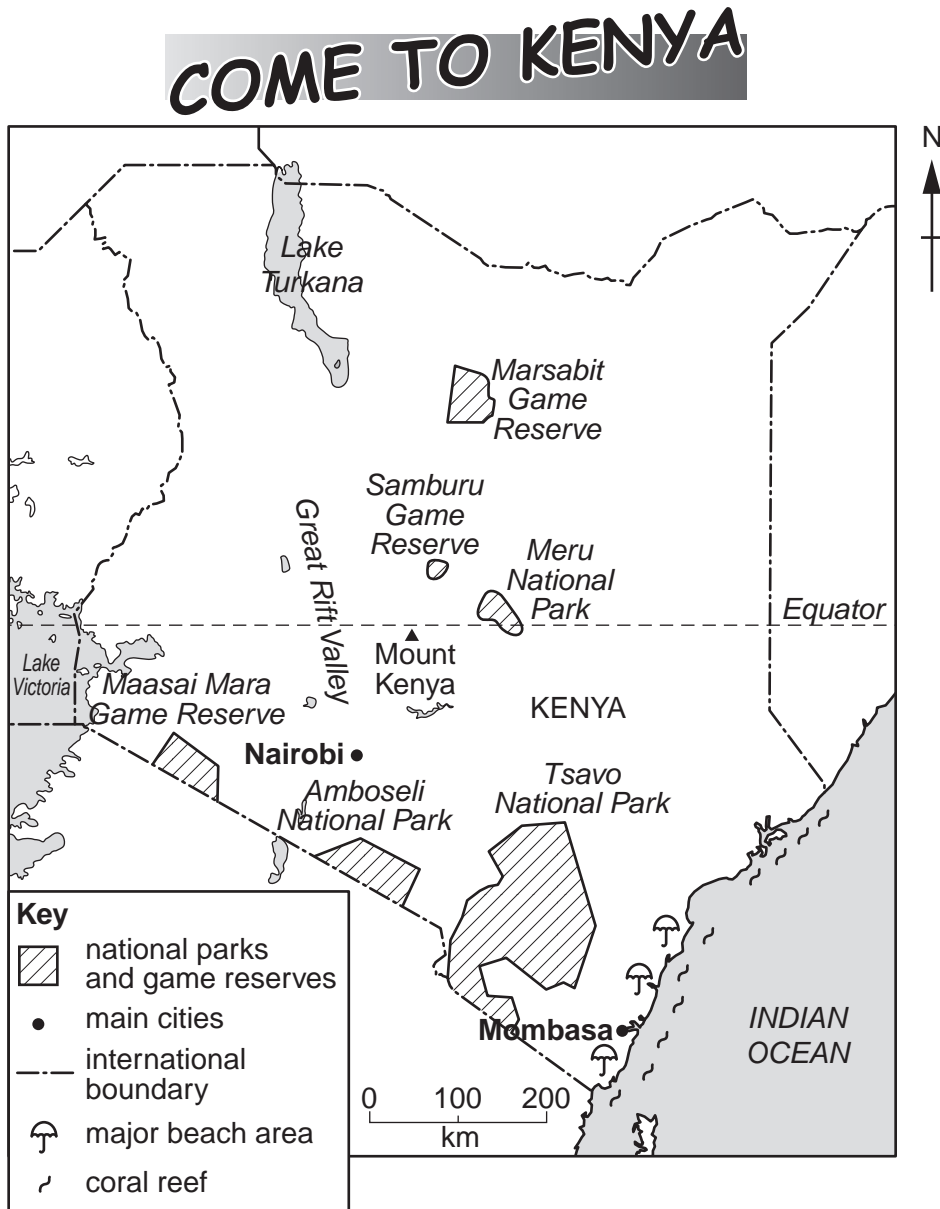 COME TO KENYA
N
Lake
Turkana
Marsabit
Game
Reserve
Samburu
Game
Reserve
Great Rift Valley
Meru
National
Park
Equator
Lake
Victoria
Mount
Kenya
Maasai Mara
Game Reserve
KENYA
Nairobi
Tsavo
National Park
Amboseli
National Park
Key
national parks
and game reserves
main cities
international
boundary
major beach area
coral reef
Mombasa
INDIAN
OCEAN
0 100 200
km